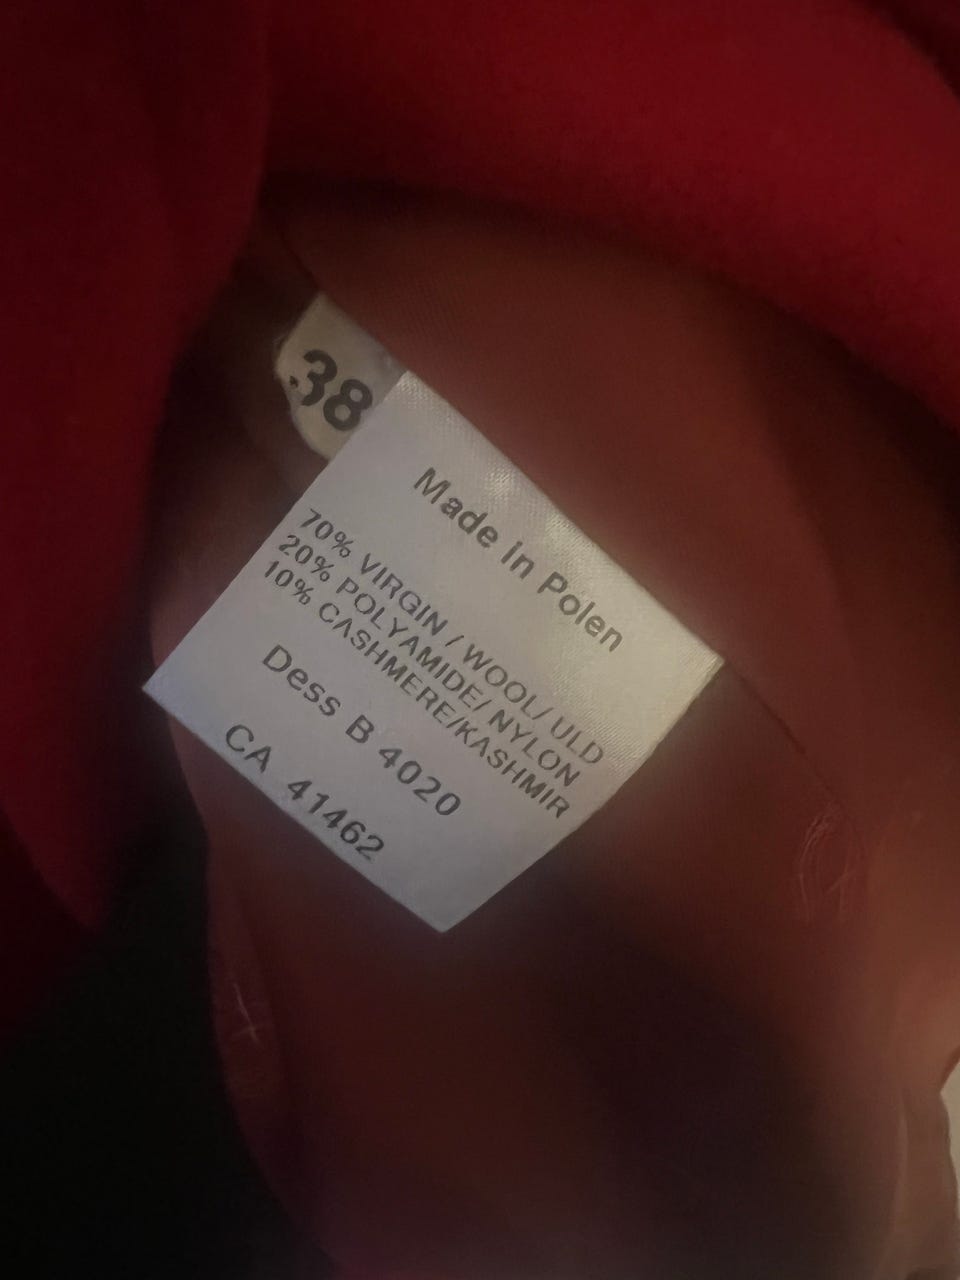 38
Made in Polen
70% VIRGIN / WOOL/ ULD
20% POLYAMIDE/ NYLON
10% CASHMERE/KASHMIR
Dess B 4020
CA 41462